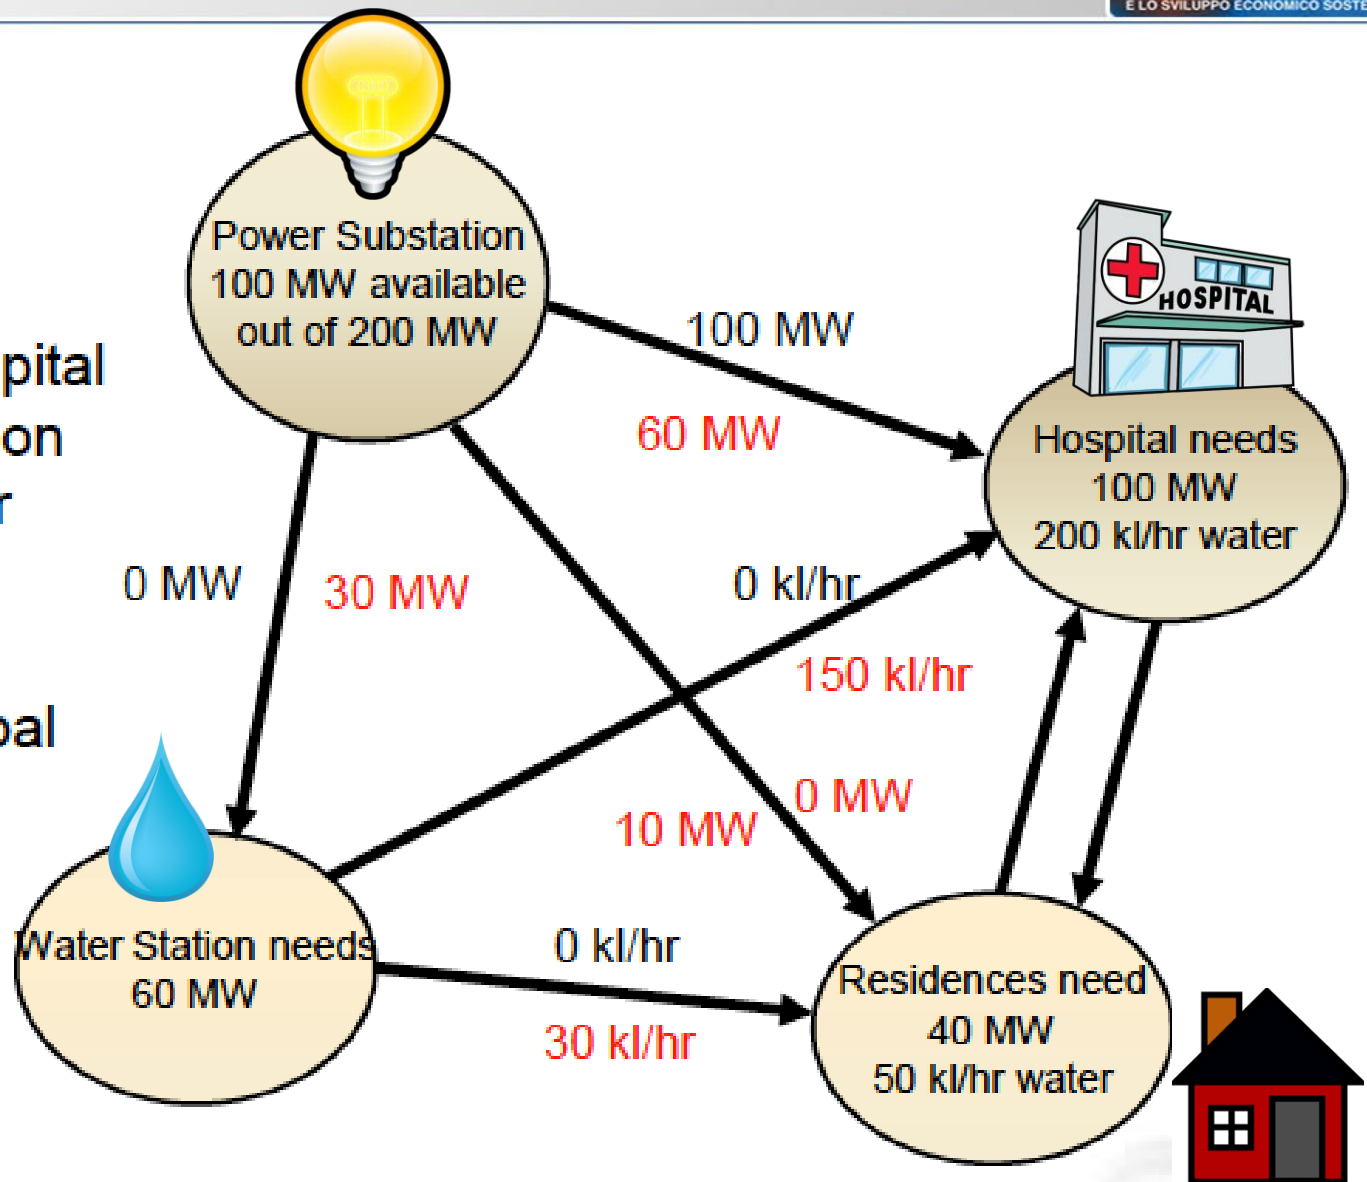 E LO SVILUPPO ECONOMICO SOSTE
Power Substation
100 MW available
out of 200 MW
HOSPITAL
pital
on
r
100 MW
60 MW
Hospital needs
100 MW
200 kl/hr water
0 MW
30 MW
0 kl/hr
150 kl/hr
oal
0 MW
10 MW
Water Station needs
60 MW
0 kl/hr
30 kl/hr
Residences need
40 MW
50 kl/hr water